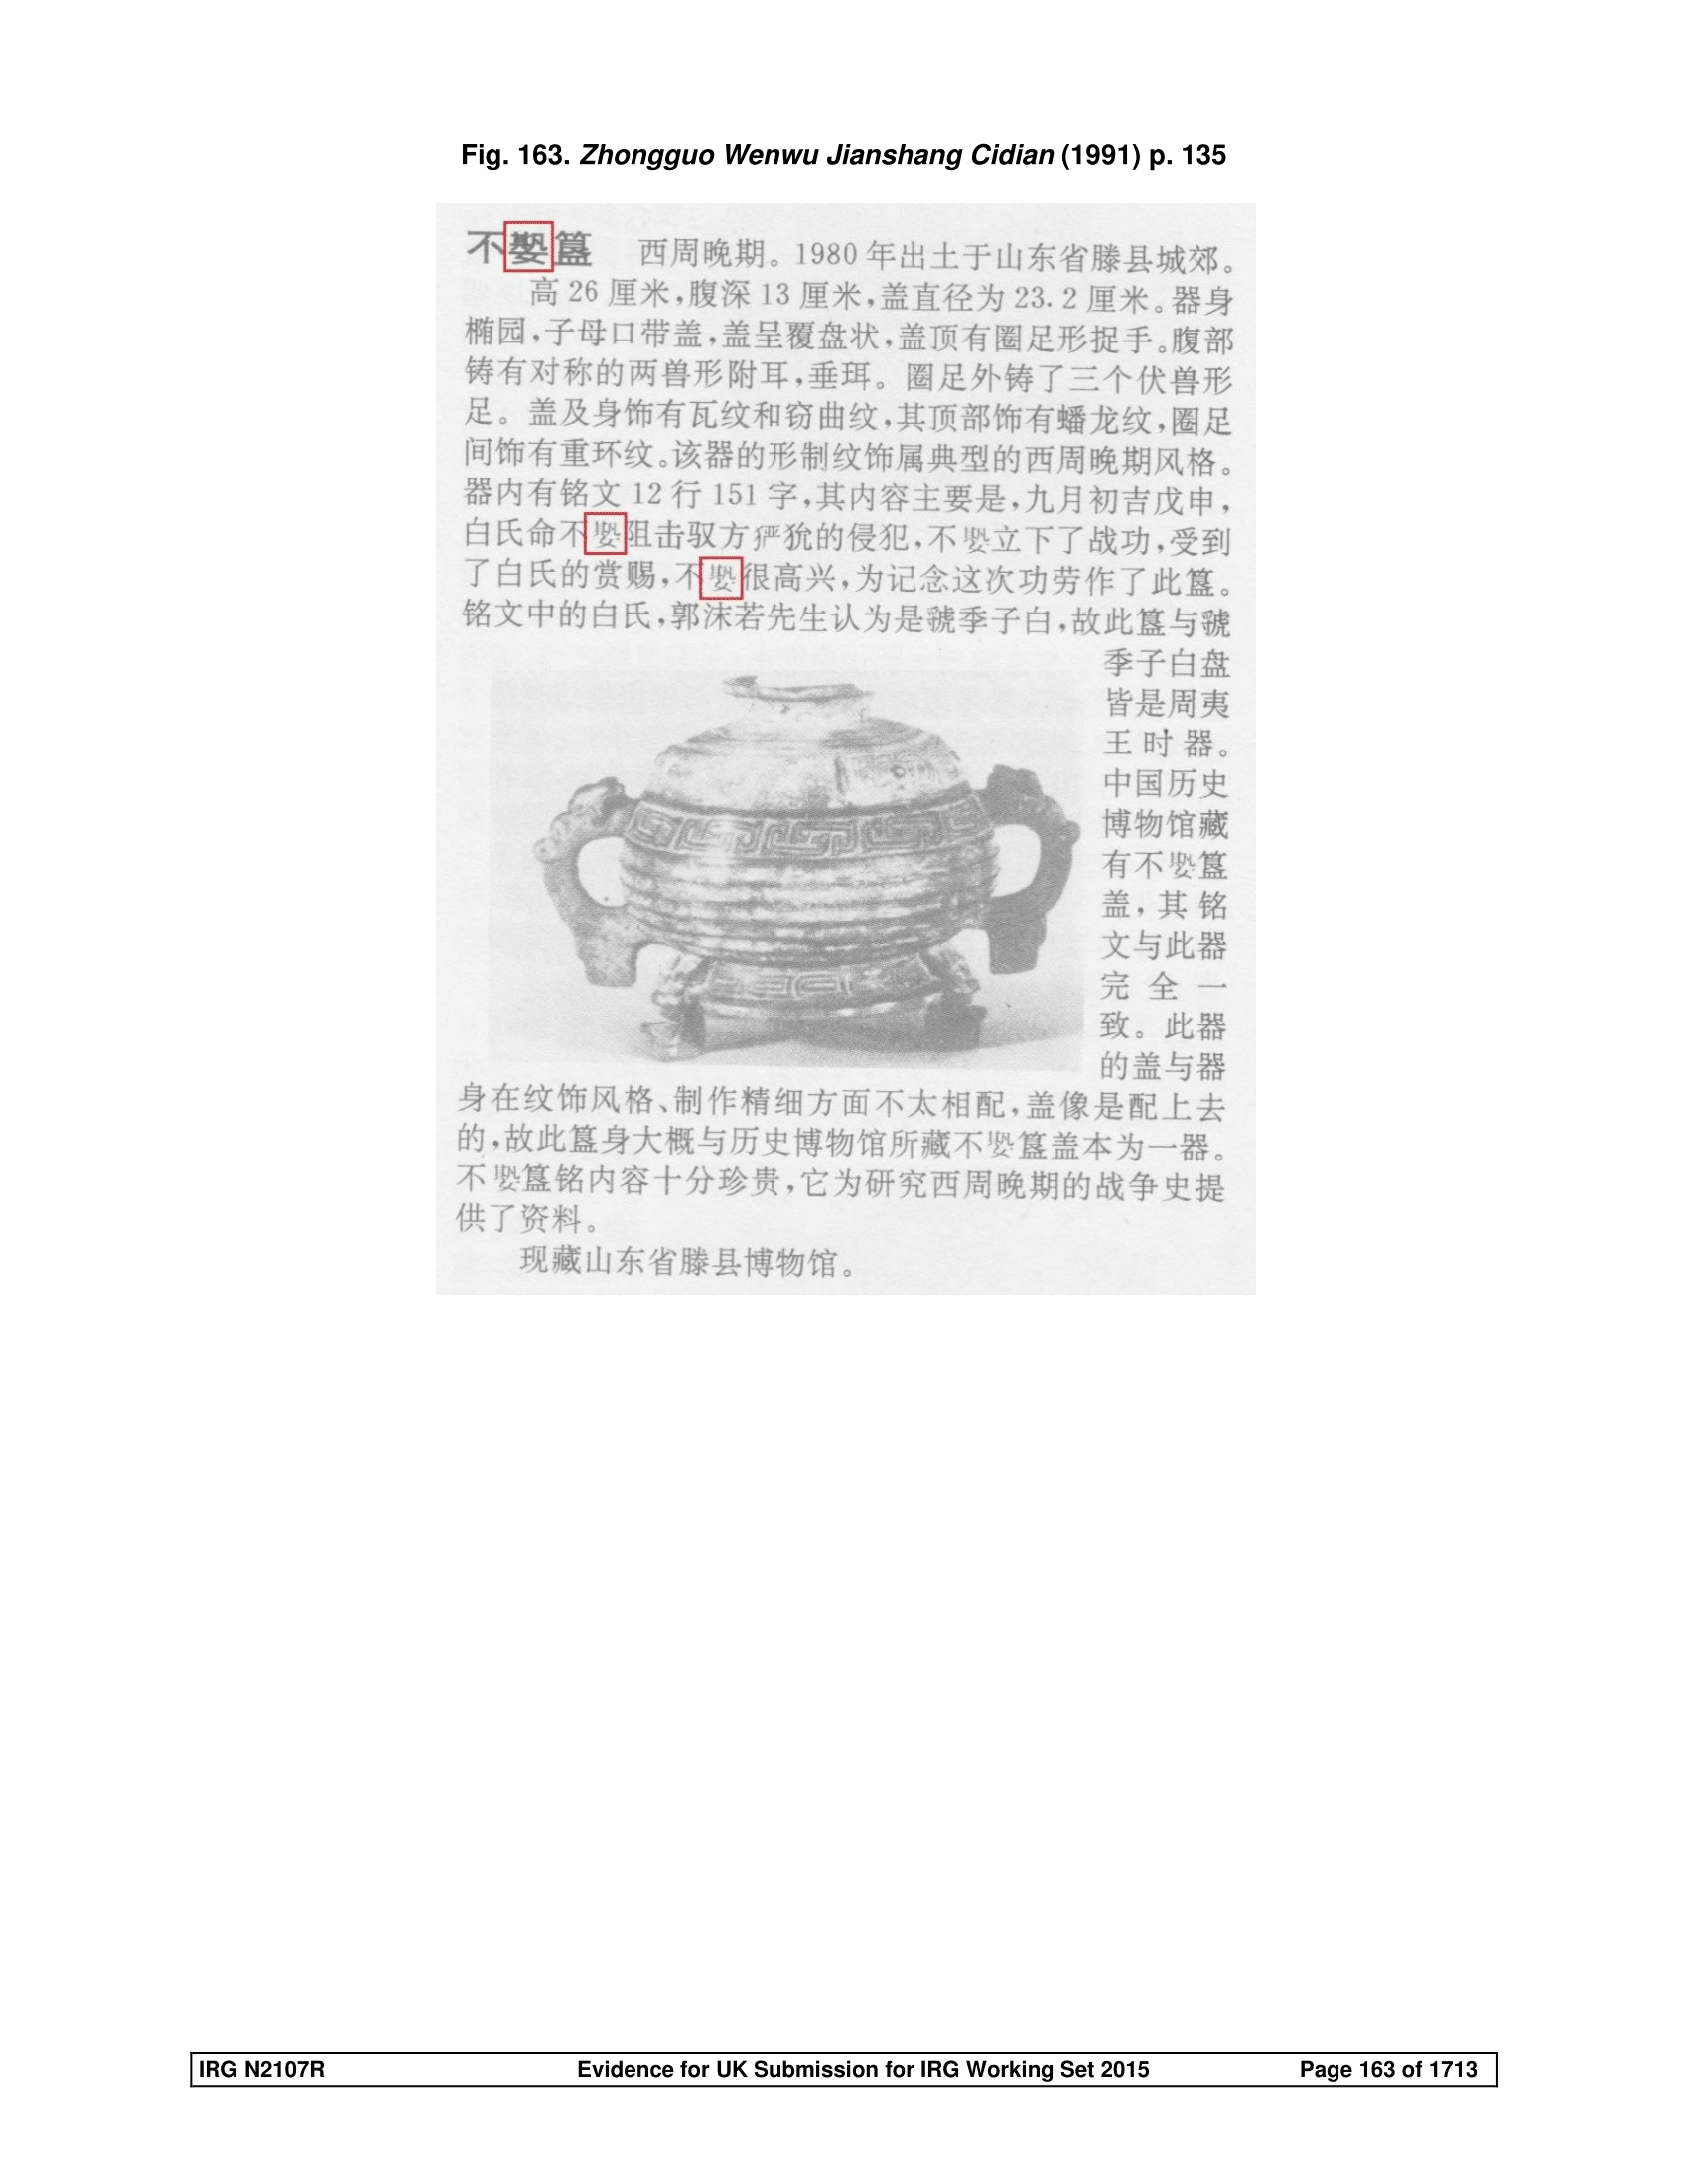 Fig. 163. Zhongguo Wenwu Jianshang Cidian (1991) p. 135
不簋 西周晚期。1980年出土于山东省滕县城郊。
高26厘米,腹深13厘米,盖直径为23.2厘米。器身
椭园,子母口带盖,盖呈覆盘状,盖顶有圈足形捉手。腹部
铸有对称的两兽形附耳,垂珥。圈足外铸了三个伏兽形
足。盖及身饰有瓦纹和窃曲纹,其顶部饰有蟠龙纹,圈足
间饰有重环纹。该器的形制纹饰属典型的西周晚期风格。
器内有铭文12行151字,其内容主要是,九月初吉戊申,
白氏命不阻击驭方𤞤狁的侵犯,不立下了战功,受到
了白氏的赏赐,不很高兴,为记念这次功劳作了此簋。
铭文中的白氏,郭沫若先生认为是虢季子白,故此簋与虢
季子白盘
皆是周夷
王时器。
中国历史
博物馆藏
有不簋
盖,其铭
文与此器
完全一
致。此器
的盖与器
身在纹饰风格、制作精细方面不太相配,盖像是配上去
的,故此簋身大概与历史博物馆所藏不簋盖本为一器。
不簋铭内容十分珍贵,它为研究西周晚期的战争史提
供了资料。
现藏山东省滕县博物馆。
IRG N2107R Evidence for UK Submission for IRG Working Set 2015 Page 163 of 1713